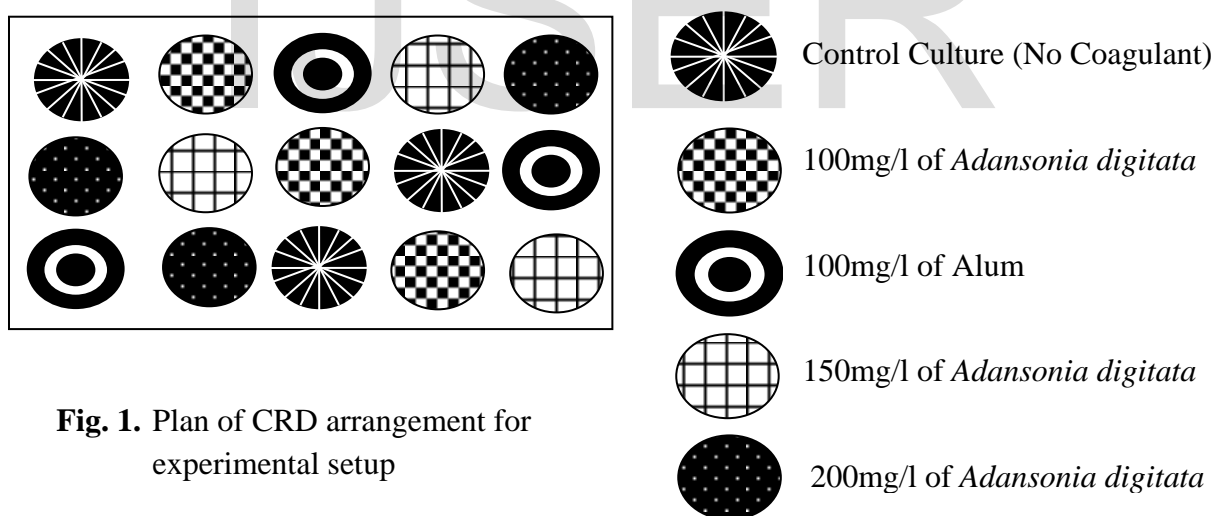 IJSER
Control Culture (No Coagulant)
100mg/l of Adansonia digitata
100mg/l of Alum
150mg/l of Adansonia digitata
Fig. 1. Plan of CRD arrangement for
experimental setup
200mg/l of Adansonia digitata